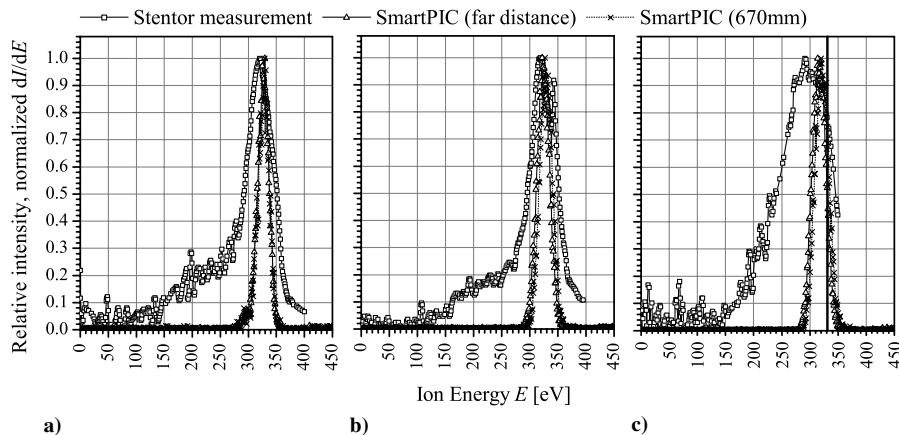 Stentor measurement SmartPIC (far distance) SmartPIC (670mm)
Relative intensity, normalized dI/dE
1.0
0.9
0.8
0.7
0.6
0.5
0.4
0.3
0.2
0.1
0.0
0 50 100 150 200 250 300 350 400 450
0 50 100 150 200 250 300 350 400 450
0 50 100 150 200 250 300 350 400 450
Ion Energy E [eV]
a) b) c)